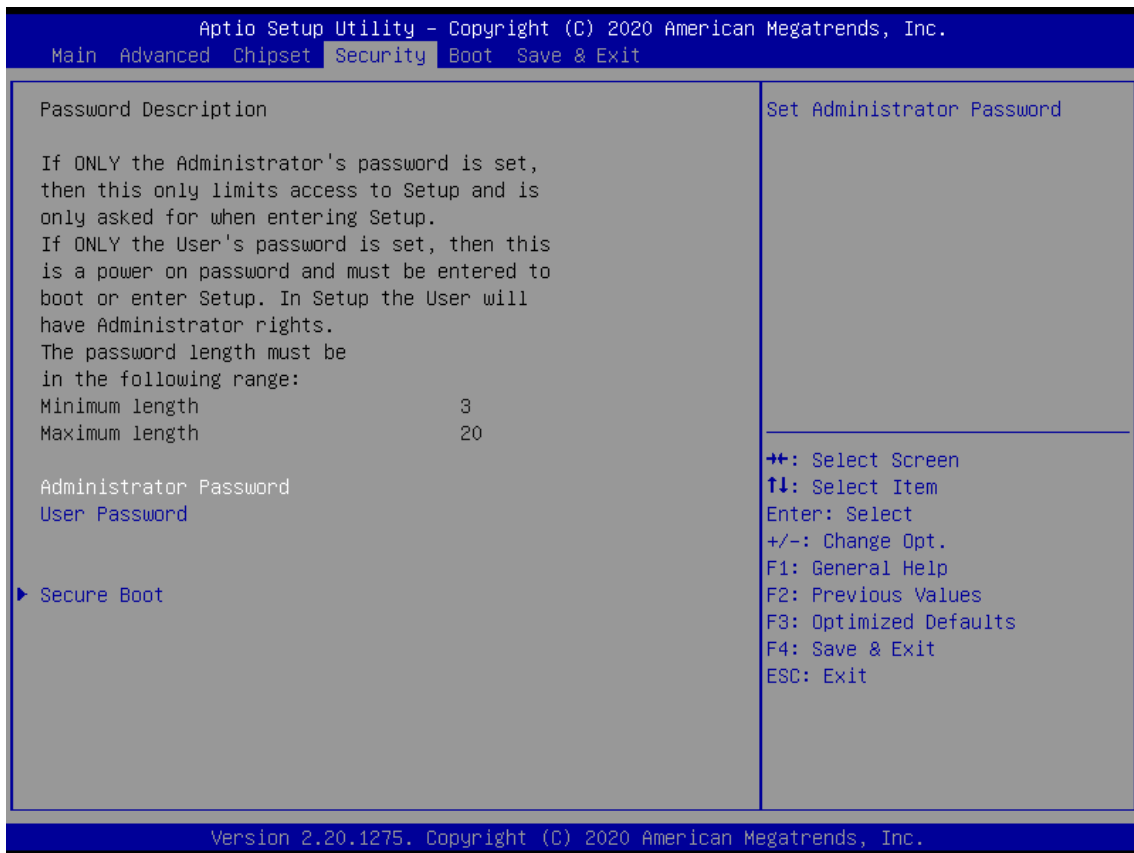 Aptio Setup Utility – Copyright (C) 2020 American Megatrends, Inc.
Main Advanced Chipset Security Boot Save & Exit
Password Description
If ONLY the Administrator's password is set,
then this only limits access to Setup and is
only asked for when entering Setup.
If ONLY the User's password is set, then this
is a power on password and must be entered to
boot or enter Setup. In Setup the User will
have Administrator rights.
The password length must be
in the following range:
Minimum length 3
Maximum length 20
Administrator Password
User Password
▶ Secure Boot
Set Administrator Password
→←: Select Screen
↑↓: Select Item
Enter: Select
+/-: Change Opt.
F1: General Help
F2: Previous Values
F3: Optimized Defaults
F4: Save & Exit
ESC: Exit
Version 2.20.1275. Copyright (C) 2020 American Megatrends, Inc.